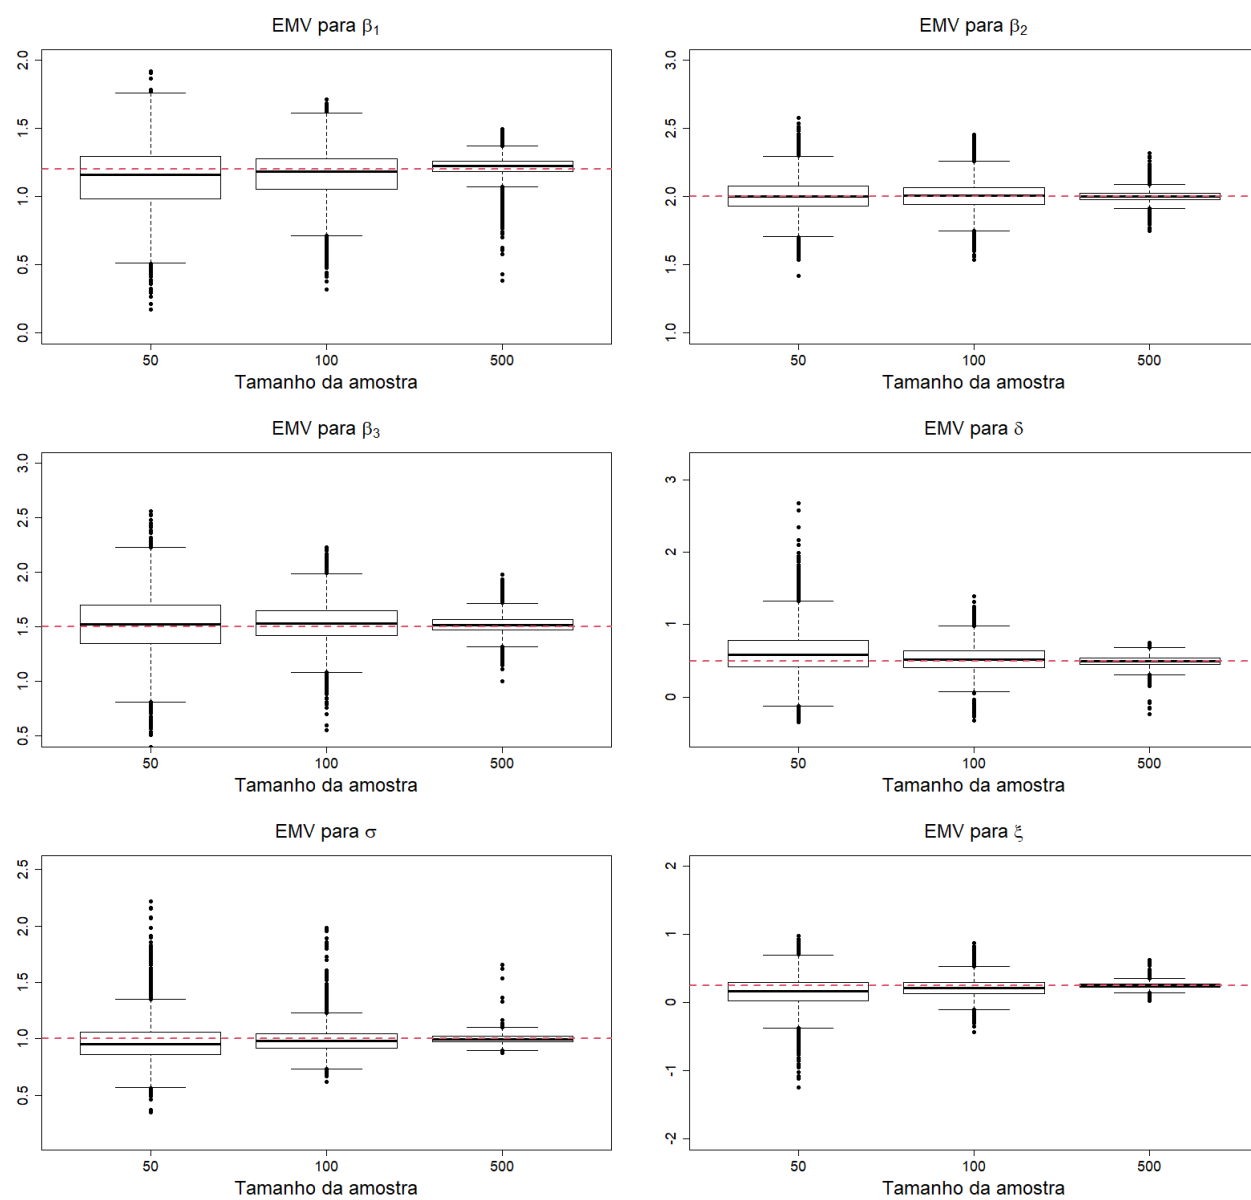 EMV para β1
2.0
1.5
1.0
0.5
0.0
50 100 500
Tamanho da amostra
EMV para β2
3.0
2.5
2.0
1.5
1.0
50 100 500
Tamanho da amostra
EMV para β3
3.0
2.5
2.0
1.5
1.0
0.5
50 100 500
Tamanho da amostra
EMV para δ
3
2
1
0
50 100 500
Tamanho da amostra
EMV para σ
2.5
2.0
1.5
1.0
0.5
50 100 500
Tamanho da amostra
EMV para ξ
2
1
0
-1
-2
50 100 500
Tamanho da amostra